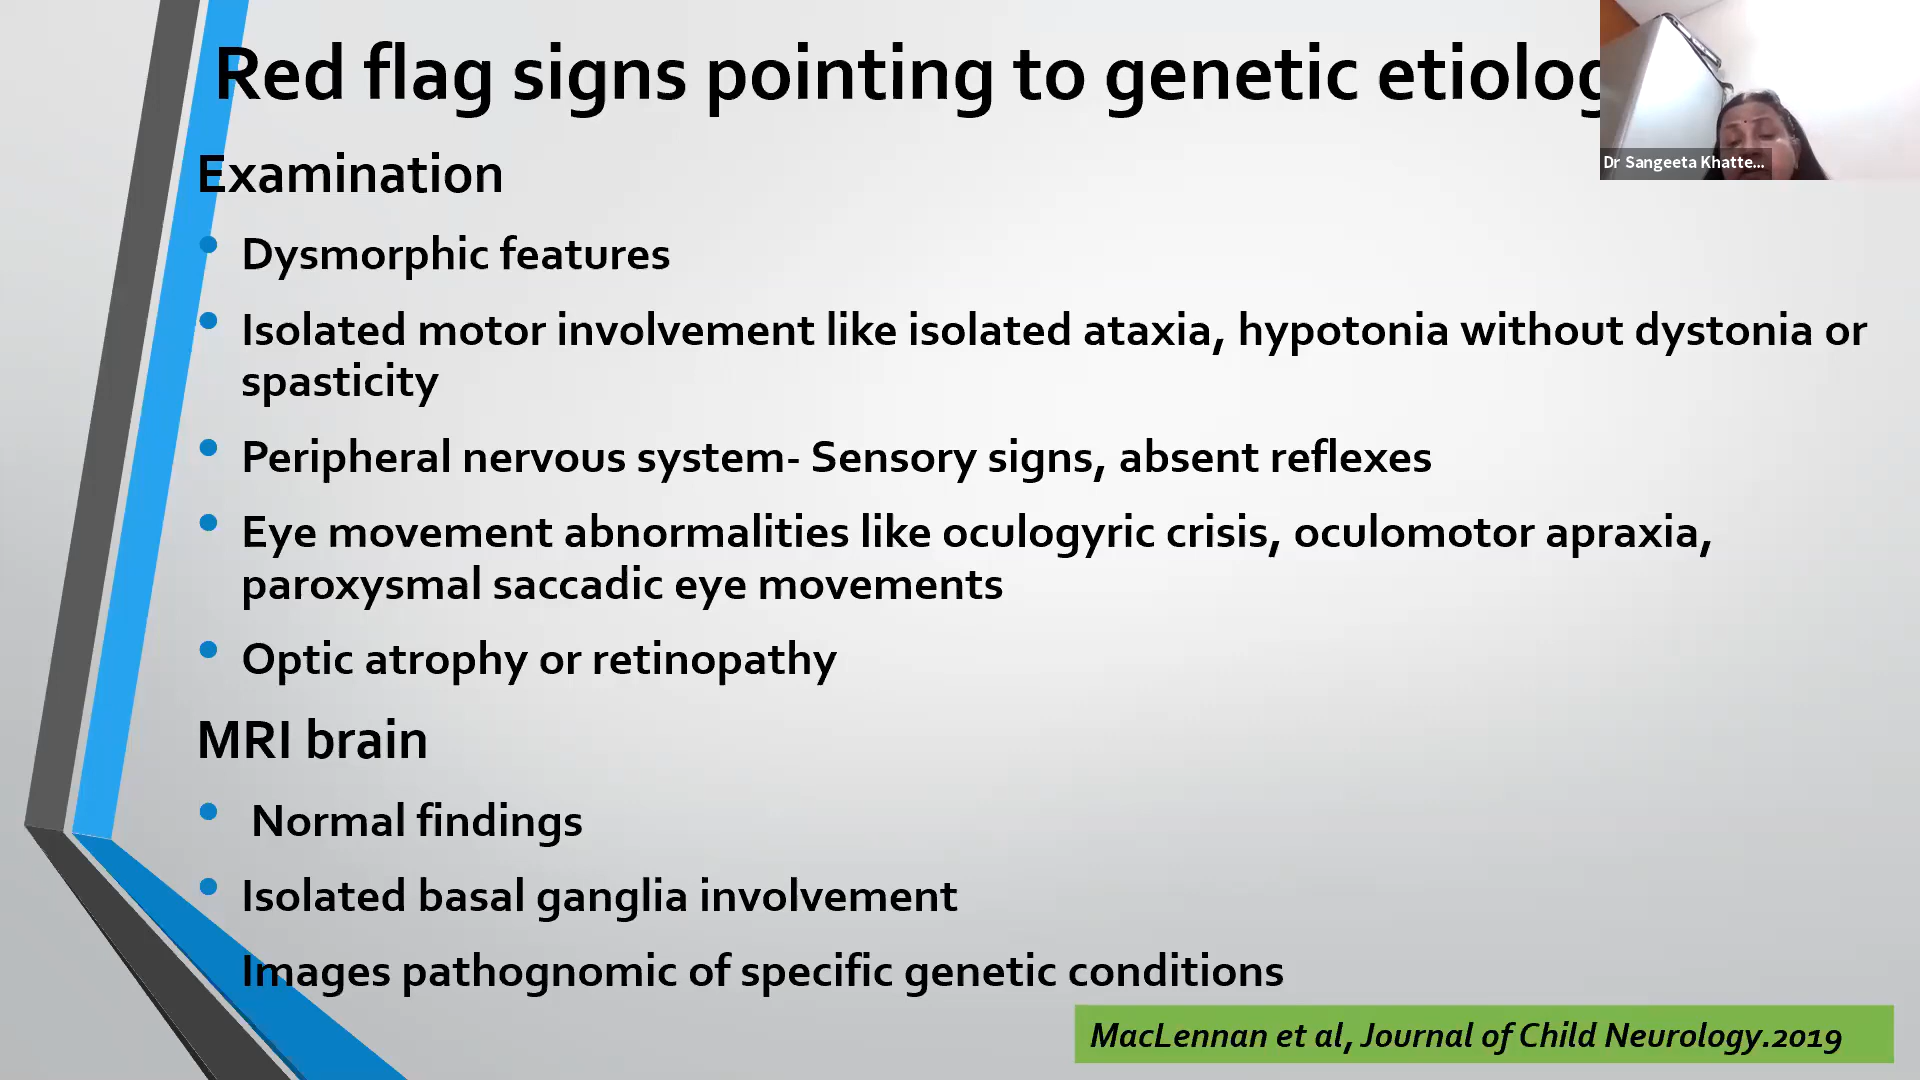 Red flag signs pointing to genetic etiolog
Dr Sangeeta Khatte...
Examination
• Dysmorphic features
• Isolated motor involvement like isolated ataxia, hypotonia without dystonia or
spasticity
• Peripheral nervous system- Sensory signs, absent reflexes
• Eye movement abnormalities like oculogyric crisis, oculomotor apraxia,
paroxysmal saccadic eye movements
• Optic atrophy or retinopathy
MRI brain
• Normal findings
• Isolated basal ganglia involvement
Images pathognomic of specific genetic conditions
MacLennan et al, Journal of Child Neurology.2019